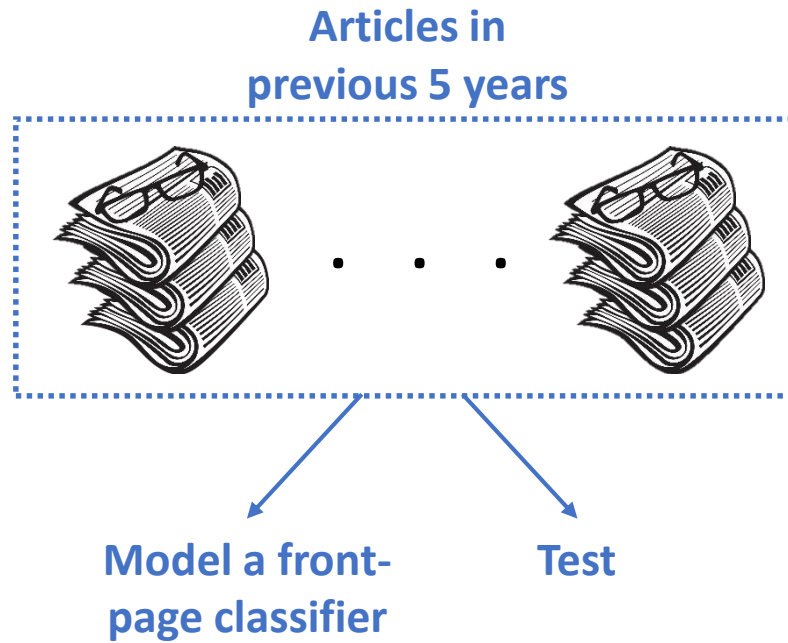 Articles in
previous 5 years
. . .
Model a front-
page classifier
Test